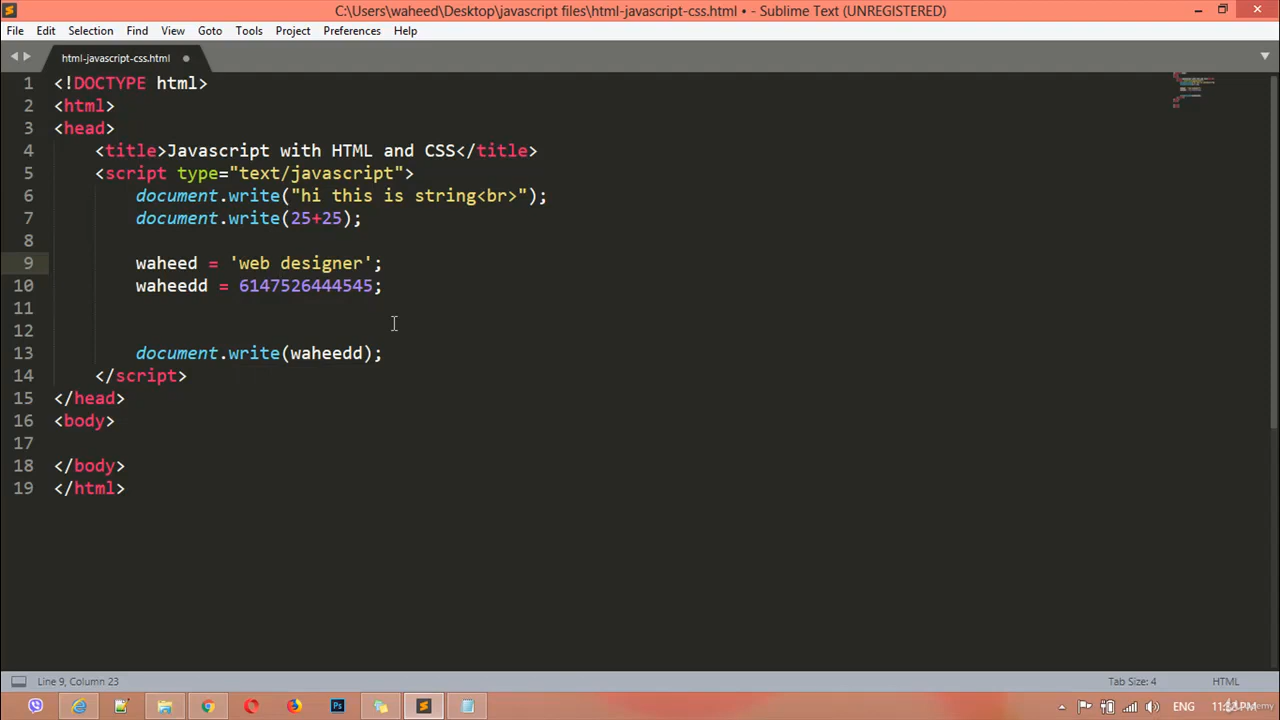 C:\Users\waheed\Desktop\javascript files\html-javascript-css.html • - Sublime Text (UNREGISTERED)
File Edit Selection Find View Goto Tools Project Preferences Help
html-javascript-css.html
1 <!DOCTYPE html>
2 <html>
3 <head>
4 <title>Javascript with HTML and CSS</title>
5 <script type="text/javascript">
6 document.write("hi this is string<br>");
7 document.write(25+25);
8
9 waheed = 'web designer';
10 waheedd = 6147526444545;
11
12
13 document.write(waheedd);
14 </script>
15 </head>
16 <body>
17
18 </body>
19 </html>
Line 9, Column 23 Tab Size: 4 HTML
Ps ENG